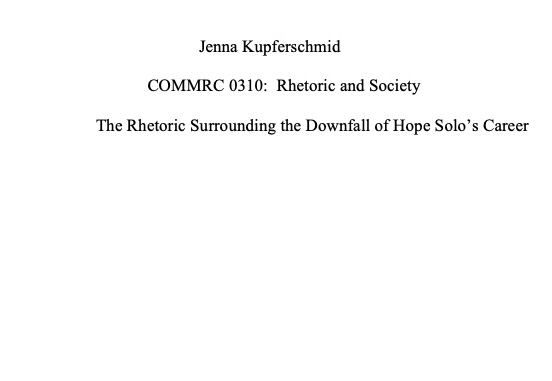 Jenna Kupferschmid
COMMRC 0310:  Rhetoric and Society
The Rhetoric Surrounding the Downfall of Hope Solo’s Career